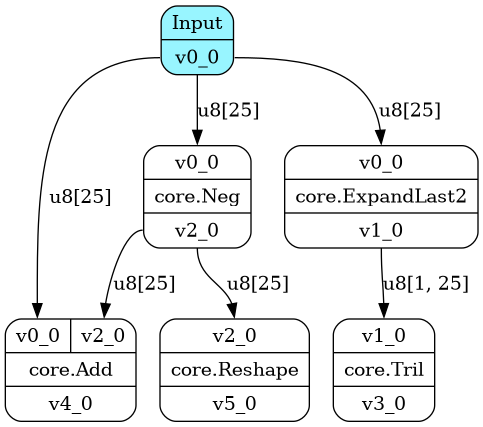 Input
v0_0
u8[25]
u8[25]
v0_0
core.Neg
v2_0
v0_0
core.ExpandLast2
v1_0
u8[25]
u8[25]
u8[25]
u8[1, 25]
v0_0 v2_0
core.Add
v4_0
v2_0
core.Reshape
v5_0
v1_0
core.Tril
v3_0